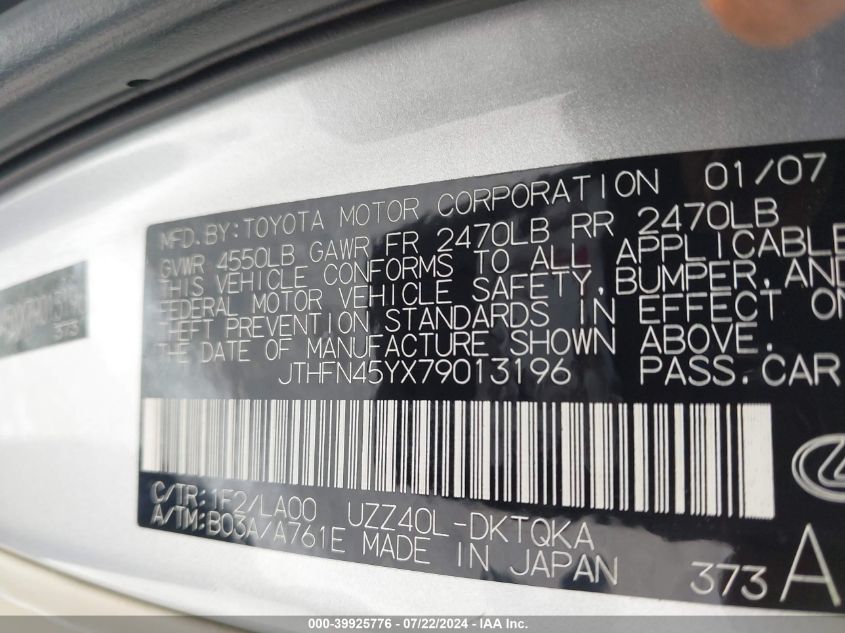 MFD.BY:TOYOTA MOTOR CORPORATION 01/07
GVWR 4550LB GAWR FR 2470LB RR 2470LB
THIS VEHICLE CONFORMS TO ALL APPLICABLE
FEDERAL MOTOR VEHICLE SAFETY,BUMPER,AND
THEFT PREVENTION STANDARDS IN EFFECT ON
THE DATE OF MANUFACTURE SHOWN ABOVE.
JTHFN45YX79013196 PASS.CAR
C/TR:1F2/LA00 UZZ40L-DKTQKA
A/TM:B03A/A761E MADE IN JAPAN
373 A
373
000-39925776 - 07/22/2024 - IAA Inc.